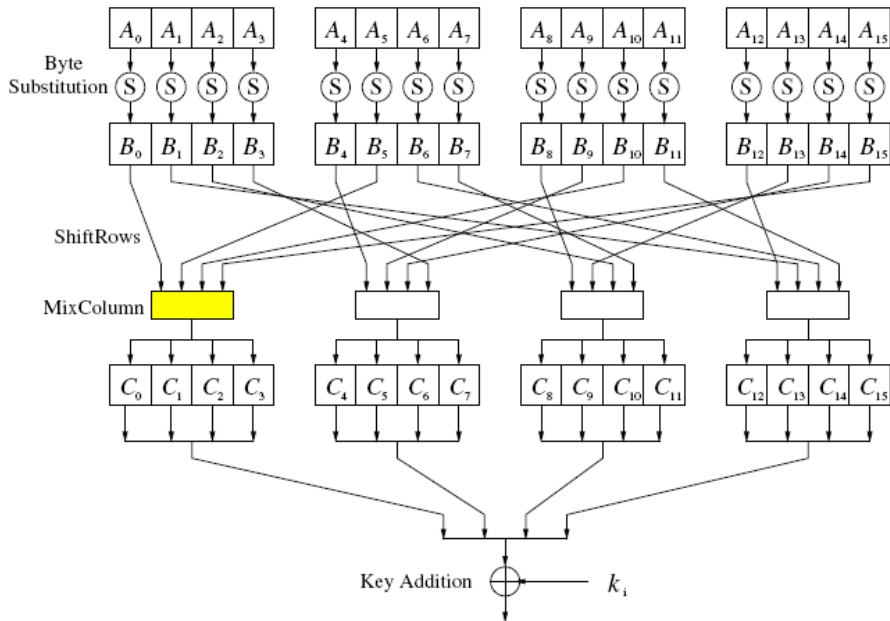 A₀ A₁ A₂ A₃ A₄ A₅ A₆ A₇ A₈ A₉ A₁₀ A₁₁ A₁₂ A₁₃ A₁₄ A₁₅
Byte
Substitution
S S S S S S S S S S S S S S S S
B₀ B₁ B₂ B₃ B₄ B₅ B₆ B₇ B₈ B₉ B₁₀ B₁₁ B₁₂ B₁₃ B₁₄ B₁₅
ShiftRows
MixColumn
C₀ C₁ C₂ C₃ C₄ C₅ C₆ C₇ C₈ C₉ C₁₀ C₁₁ C₁₂ C₁₃ C₁₄ C₁₅
Key Addition kᵢ